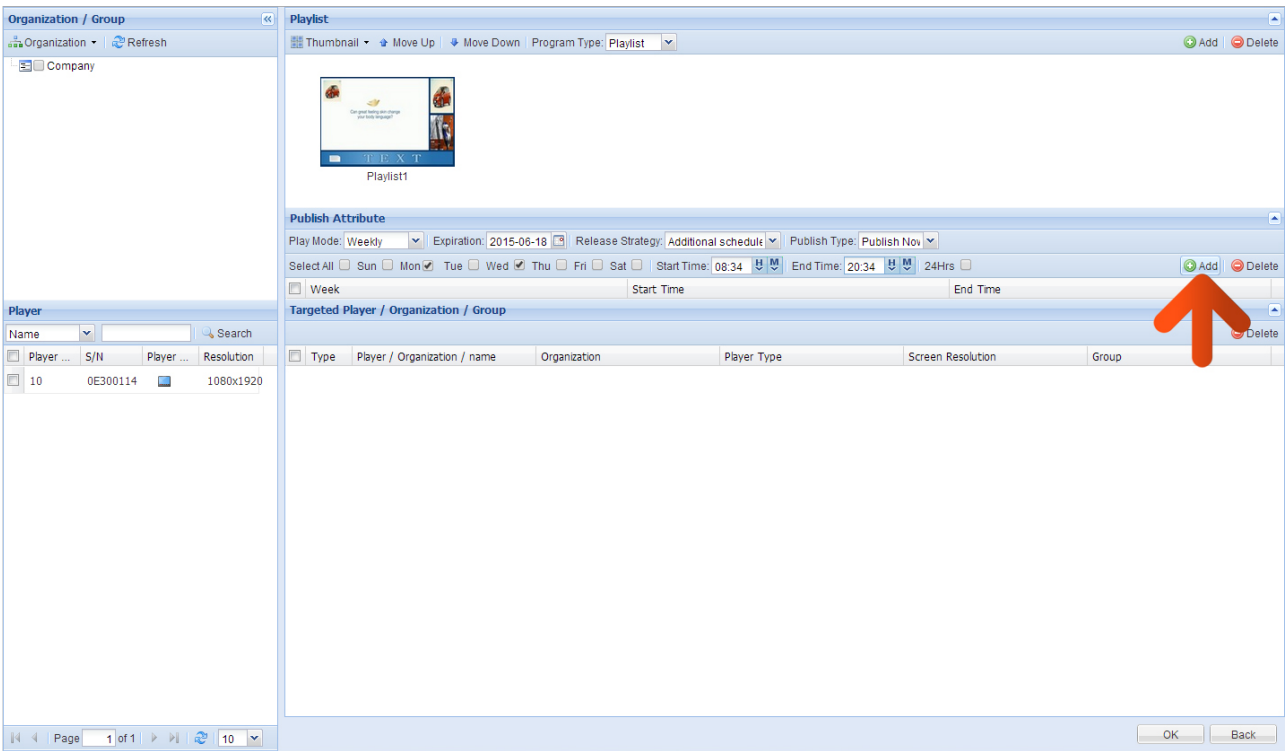 Organization / Group
Organization Refresh
Company
Playlist
Thumbnail Move Up Move Down Program Type: Playlist Add Delete
Can great feeling skin change
your body language?
TEXT
Playlist1
Publish Attribute
Play Mode: Weekly Expiration: 2015-06-18 Release Strategy: Additional schedule Publish Type: Publish Nov
Select All Sun Mon Tue Wed Thu Fri Sat Start Time: 08:34 H M End Time: 20:34 H M 24Hrs Add Delete
Week Start Time End Time
Player
Name Search
Player ... S/N Player ... Resolution
10 0E300114 1080x1920
Targeted Player / Organization / Group
Delete
Type Player / Organization / name Organization Player Type Screen Resolution Group
Page 1 of 1 10
OK Back